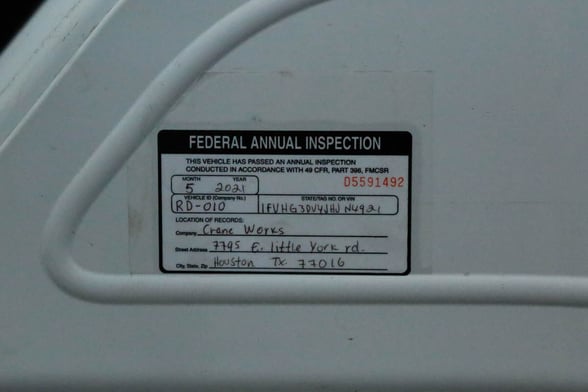 FEDERAL ANNUAL INSPECTION
THIS VEHICLE HAS PASSED AN ANNUAL INSPECTION
CONDUCTED IN ACCORDANCE WITH 49 CFR, PART 396, FMCSR
MONTH YEAR
5 2021
D5591492
VEHICLE ID (Company No.) STATE/TAG NO. OR VIN
RD-010 1FVHG3DV4JHJN4921
LOCATION OF RECORDS:
Company Crane Works
Street Address 7795 E. little York rd.
City, State, Zip Houston Tx 77016